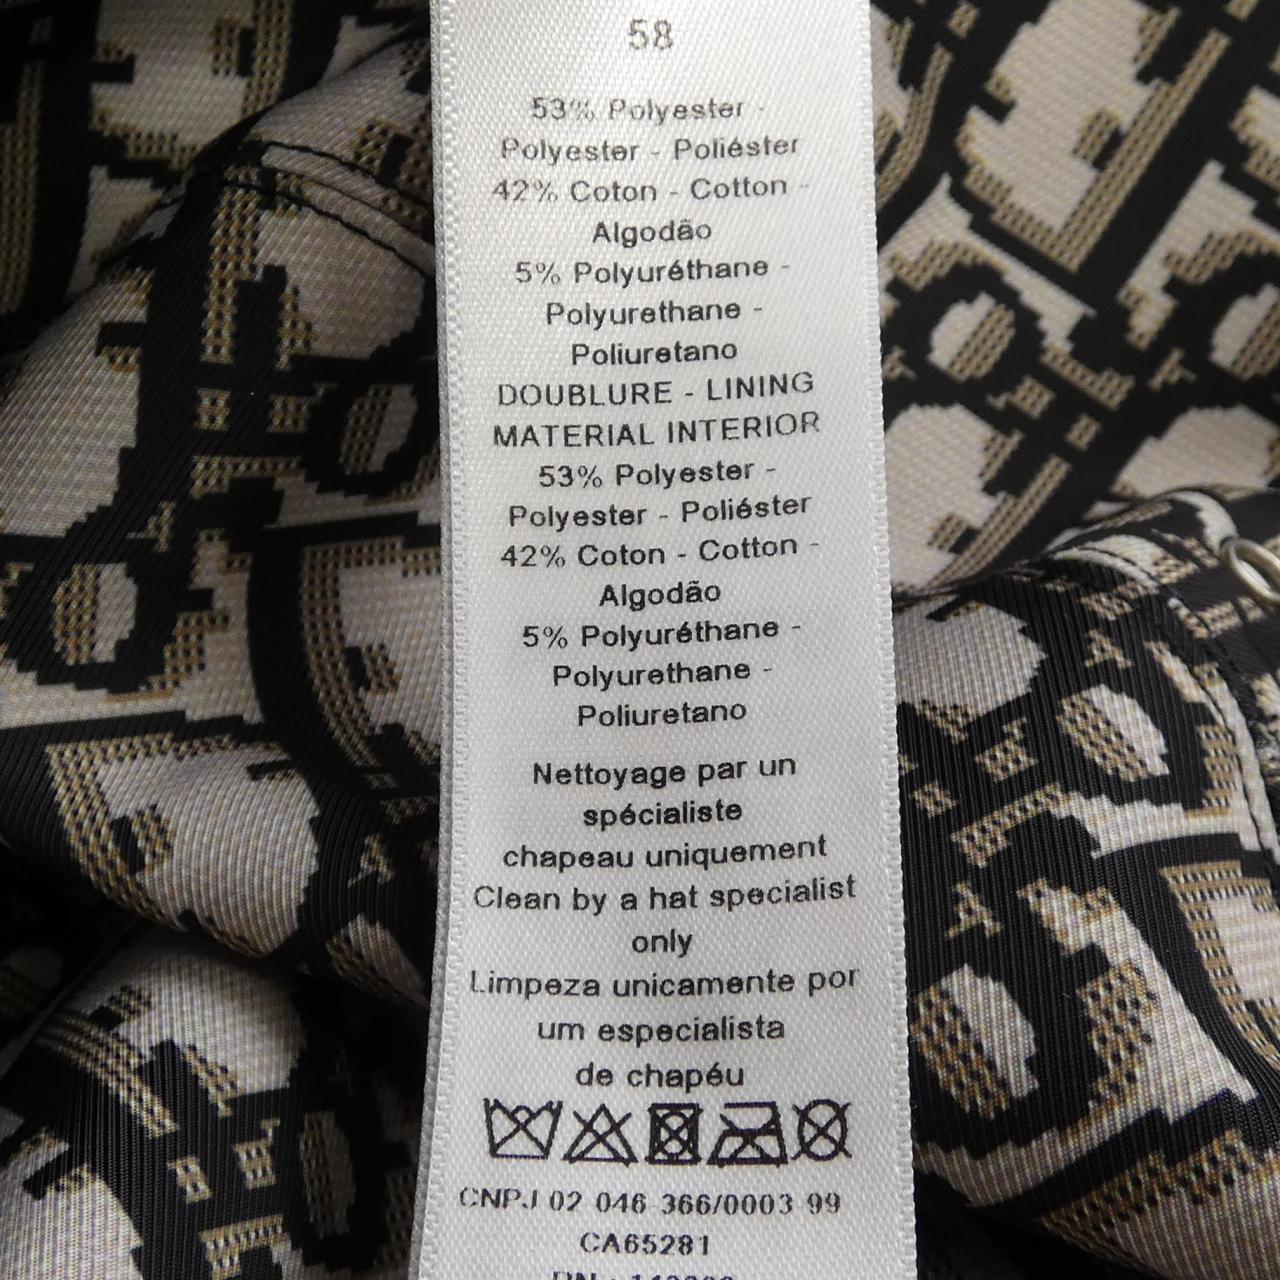 58
53% Polyester -
Polyester - Poliéster
42% Coton - Cotton -
Algodão
5% Polyuréthane -
Polyurethane -
Poliuretano
DOUBLURE - LINING
MATERIAL INTERIOR
53% Polyester -
Polyester - Poliéster
42% Coton - Cotton -
Algodão
5% Polyuréthane -
Polyurethane -
Poliuretano
Nettoyage par un
spécialiste
chapeau uniquement
Clean by a hat specialist
only
Limpeza unicamente por
um especialista
de chapéu
CNPJ 02 046 366/0003 99
CA65281